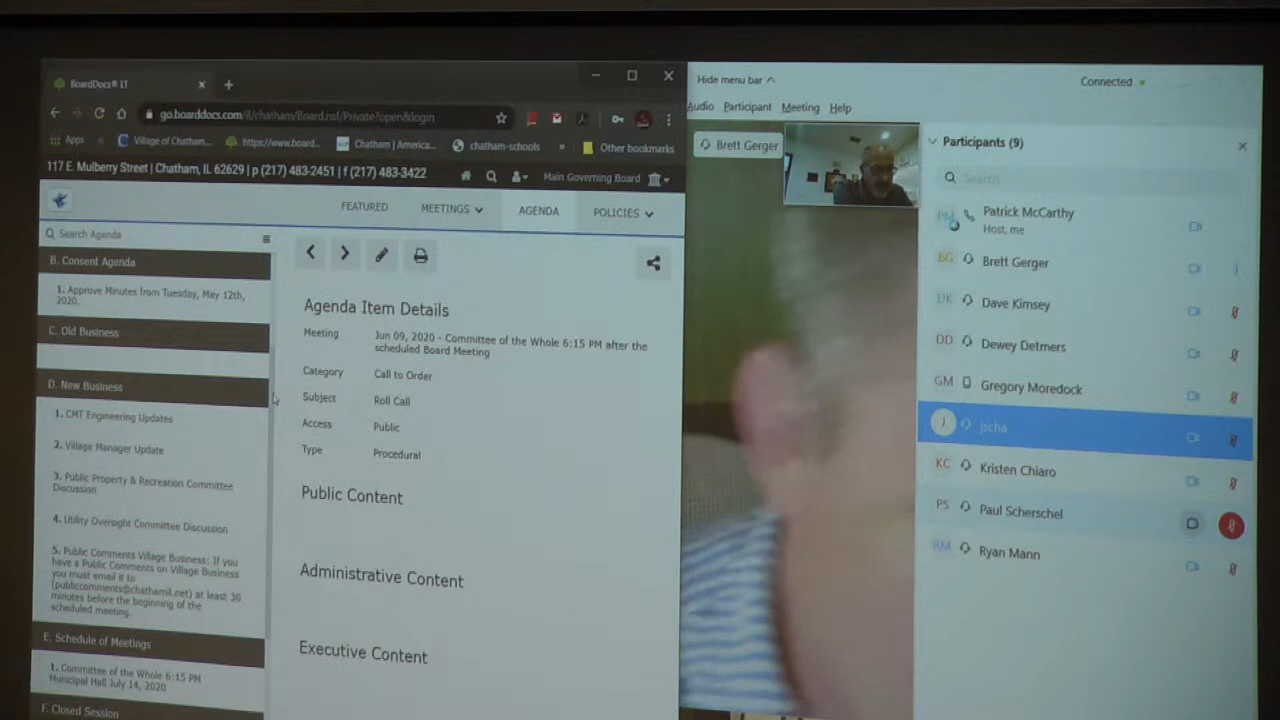 BoardDocs® LT
go.boarddocs.com/il/chatham/Board.nsf/Private?open&login
Apps
Village of Chatham,
https://www.board...
Chatham | America...
chatham-schools
»
Other bookmarks
117 E. Mulberry Street | Chatham, IL 62629 | p (217) 483-2451 | f (217) 483-3422
Main Governing Board
FEATURED
MEETINGS
AGENDA
POLICIES
Search Agenda
B. Consent Agenda
1. Approve Minutes from Tuesday, May 12th,
2020.
C. Old Business
D. New Business
1. CMT Engineering Updates
2. Village Manager Update
3. Public Property & Recreation Committee
Discussion
4. Utility Oversight Committee Discussion
5. Public Comments Village Business: If you
have a Public Comments on Village Business
you must email it to
(publiccomments@chathamil.net) at least 30
minutes before the beginning of the
scheduled meeting.
E. Schedule of Meetings
1. Committee of the Whole 6:15 PM
Municipal Hall July 14, 2020
F. Closed Session
Agenda Item Details
Meeting
Jun 09, 2020 - Committee of the Whole 6:15 PM after the
scheduled Board Meeting
Category
Call to Order
Subject
Roll Call
Access
Public
Type
Procedural
Public Content
Administrative Content
Executive Content
Hide menu bar ^
Connected
Audio Participant Meeting Help
Brett Gerger
Participants (9)
Search
PM
Patrick McCarthy
Host, me
BG
Brett Gerger
DK
Dave Kimsey
DD
Dewey Detmers
GM
Gregory Moredock
J
jscha
KC
Kristen Chiaro
PS
Paul Scherschel
RM
Ryan Mann